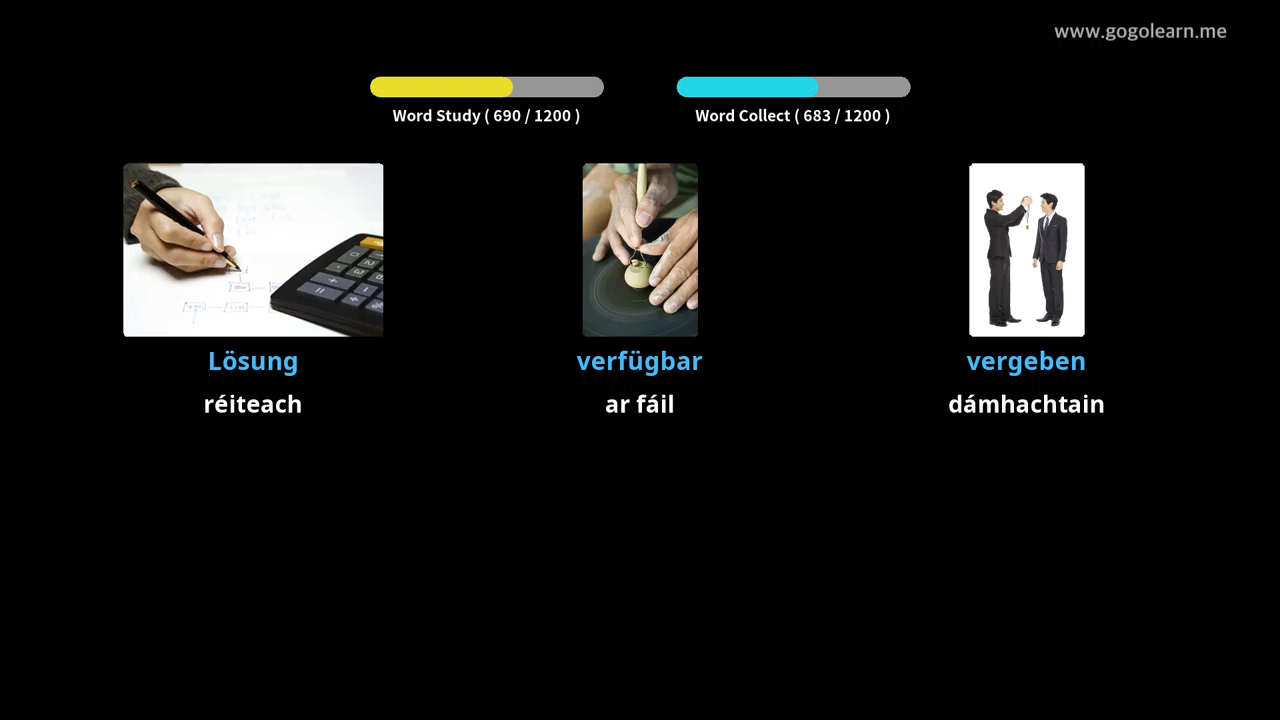 www.gogolearn.me
Word Study ( 690 / 1200 )
Word Collect ( 683 / 1200 )
Lösung
verfügbar
vergeben
réiteach
ar fáil
dámhachtain